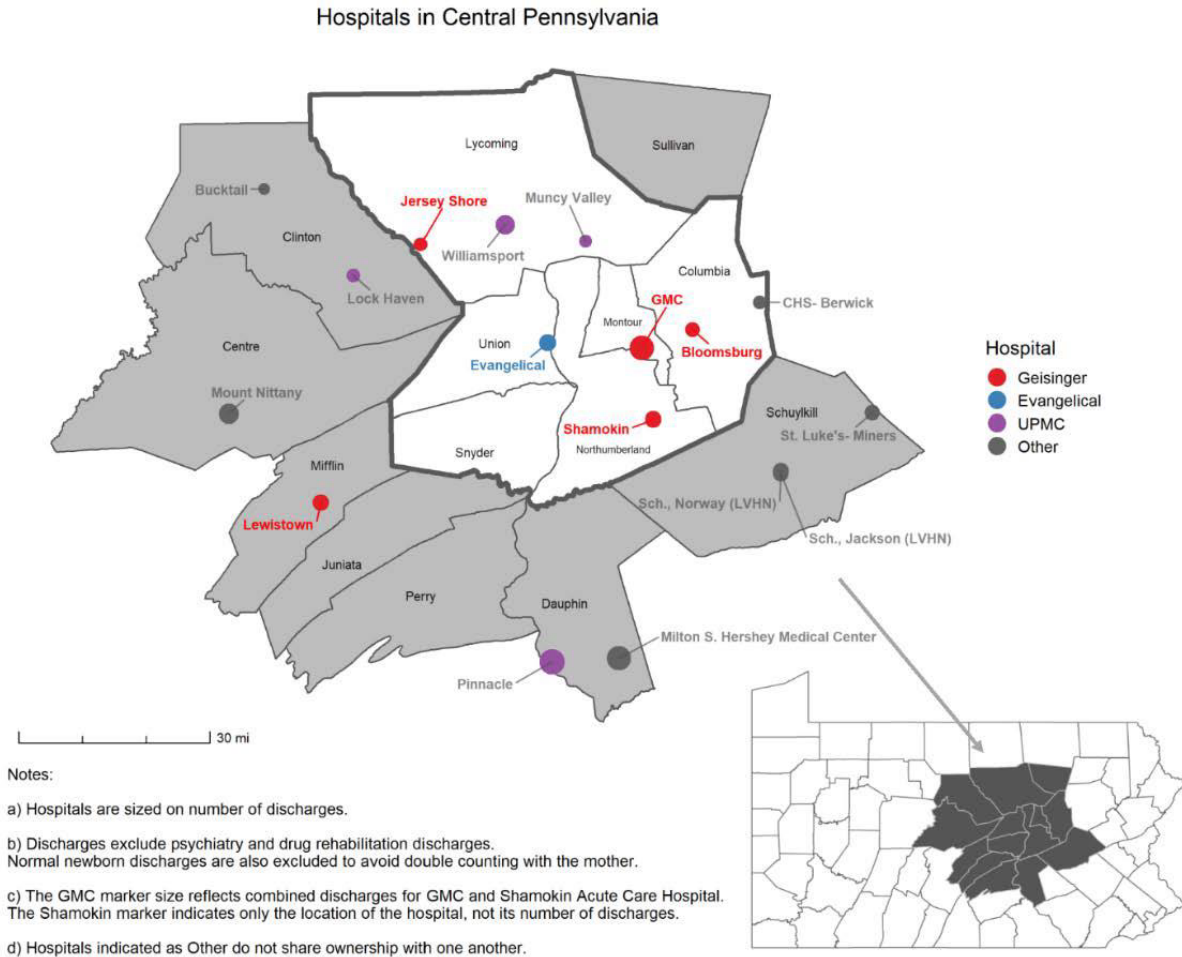 Hospitals in Central Pennsylvania
Lycoming
Sullivan
Bucktail
Jersey Shore
Muncy Valley
Clinton
Williamsport
Columbia
Lock Haven
GMC
CHS- Berwick
Montour
Union
Bloomsburg
Centre
Evangelical
Mount Nittany
Schuylkill
Shamokin
St. Luke's- Miners
Northumberland
Snyder
Mifflin
Sch., Norway (LVHN)
Lewistown
Sch., Jackson (LVHN)
Juniata
Perry
Dauphin
Milton S. Hershey Medical Center
Pinnacle
Hospital
Geisinger
Evangelical
UPMC
Other
30 mi
Notes:
a) Hospitals are sized on number of discharges.
b) Discharges exclude psychiatry and drug rehabilitation discharges.
Normal newborn discharges are also excluded to avoid double counting with the mother.
c) The GMC marker size reflects combined discharges for GMC and Shamokin Acute Care Hospital.
The Shamokin marker indicates only the location of the hospital, not its number of discharges.
d) Hospitals indicated as Other do not share ownership with one another.